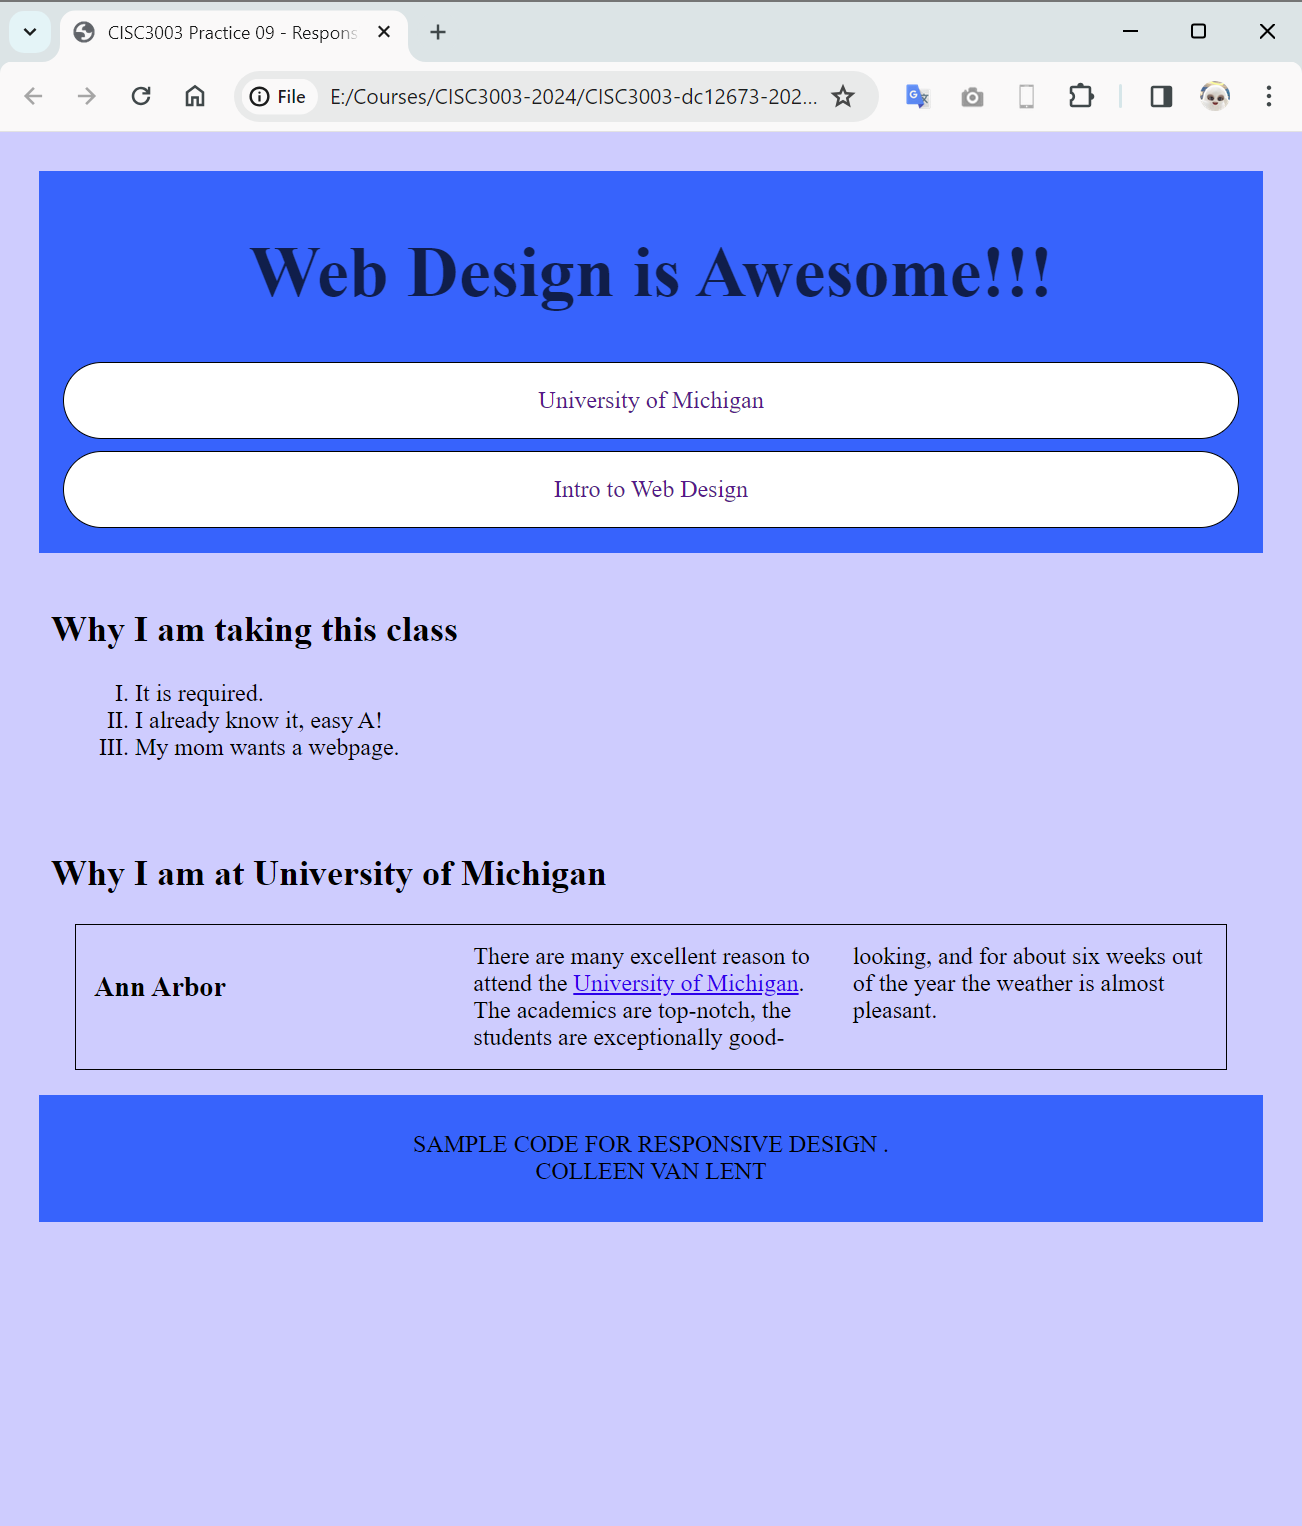 CISC3003 Practice 09 - Respons
File
E:/Courses/CISC3003-2024/CISC3003-dc12673-202...
Web Design is Awesome!!!
University of Michigan
Intro to Web Design
Why I am taking this class
I. It is required.
II. I already know it, easy A!
III. My mom wants a webpage.
Why I am at University of Michigan
Ann Arbor
There are many excellent reason to
attend the University of Michigan.
The academics are top-notch, the
students are exceptionally good-
looking, and for about six weeks out
of the year the weather is almost
pleasant.
SAMPLE CODE FOR RESPONSIVE DESIGN .
COLLEEN VAN LENT